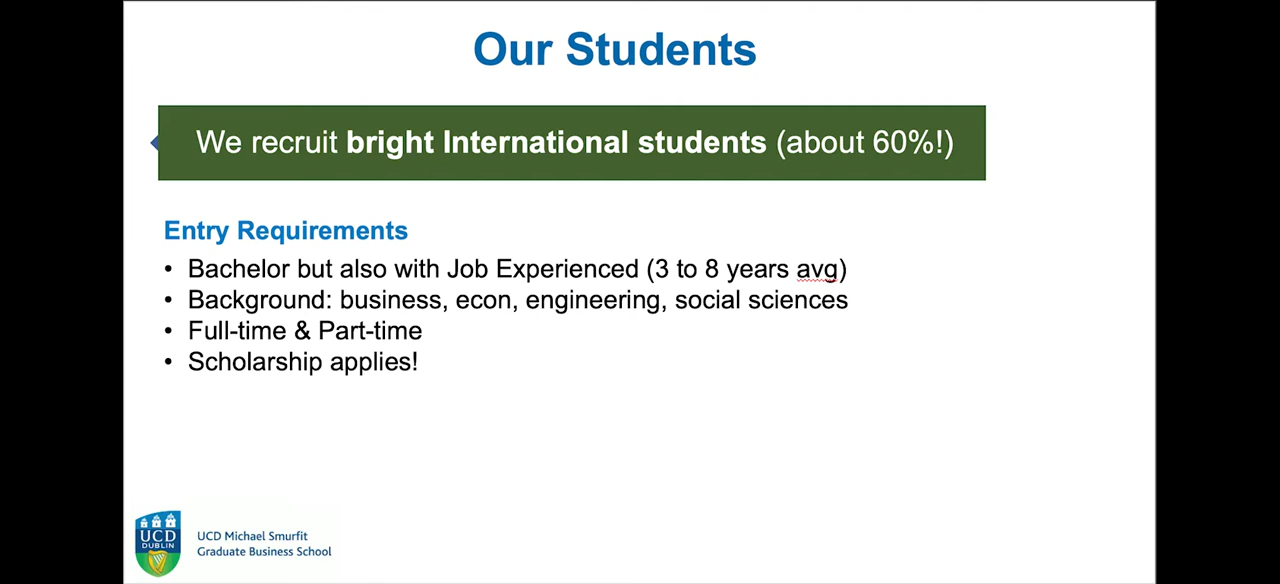 Our Students
We recruit bright International students (about 60%!)
Entry Requirements
• Bachelor but also with Job Experienced (3 to 8 years avg)
• Background: business, econ, engineering, social sciences
• Full-time & Part-time
• Scholarship applies!
UCD
DUBLIN
UCD Michael Smurfit
Graduate Business School